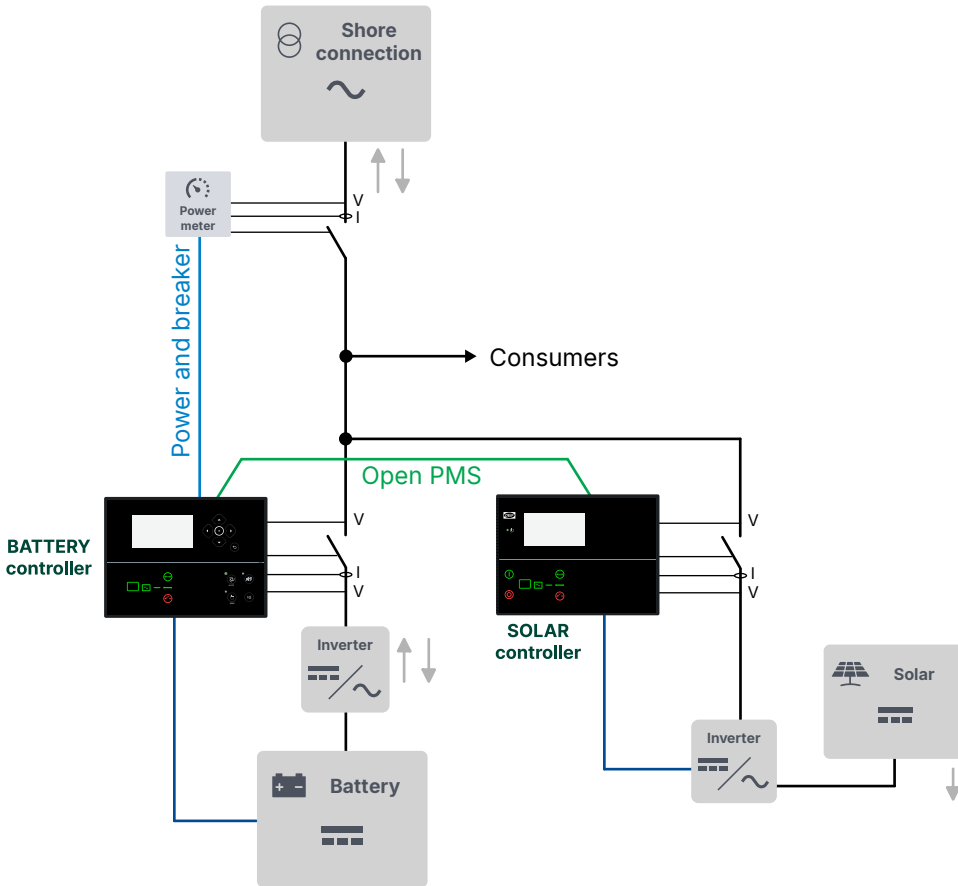 Shore
connection
Power
meter
V
I
Power and breaker
Consumers
Open PMS
BATTERY
controller
V
I
V
SOLAR
controller
V
I
V
Inverter
Battery
Inverter
Solar